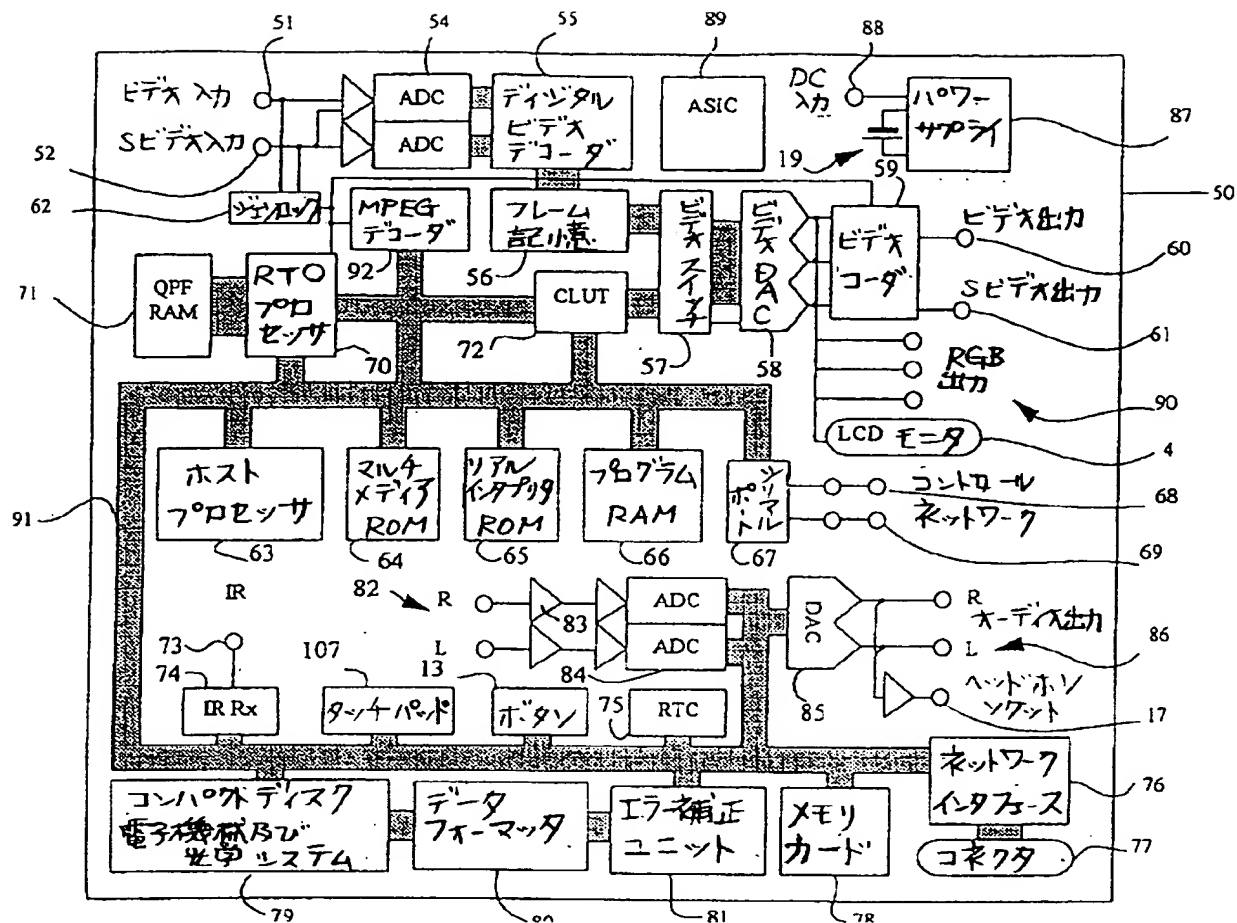 51
54
55
89
88
ビデオ入力
ADC
ディジタル
ビデオ
デコーダ
ASIC
DC
入力
パワー
サプライ
87
Sビデオ入力
ADC
52
19
59
50
62
ジェンロック
MPEG
デコーダ
92
フレーム
記憶
56
ビデオスイッチ
57
ビデオDAC
58
ビデオ
コーダ
ビデオ出力
60
71
QPF
RAM
RTO
プロ
セッサ
70
CLUT
72
Sビデオ出力
61
RGB
出力
90
LCD モニタ
4
91
ホスト
プロセッサ
63
マルチ
メディア
ROM
64
リアル
インタプリタ
ROM
65
プログラム
RAM
66
シリアル
ポート
67
コントロール
ネットワーク
68
69
IR
82
R
83
ADC
L
ADC
84
DAC
85
R
オーディオ出力
L
86
73
74
IR Rx
107
タッチパッド
13
ボタン
75
RTC
ヘッドホン
ソケット
17
コンパクトディスク
電子機械及び
光学システム
79
データ
フォーマッタ
80
エラー補正
ユニット
81
メモリ
カード
78
ネットワーク
インタフェース
76
コネクタ
77